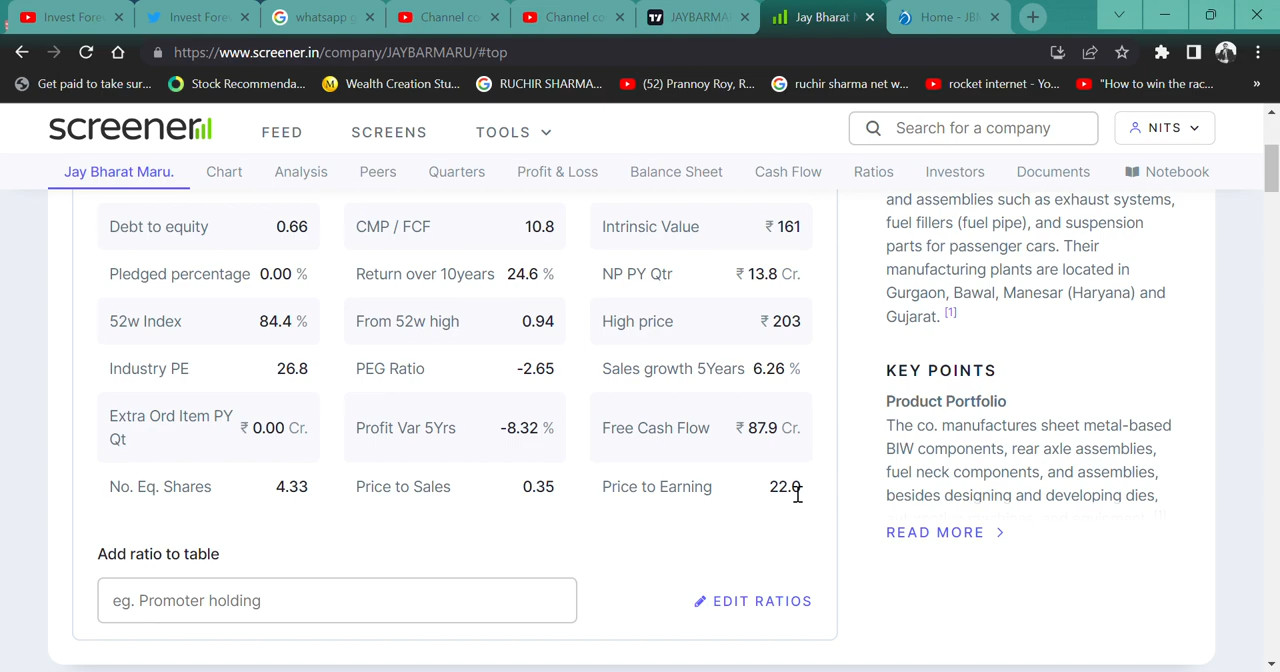 Invest Fore
Invest Fore
whatsapp g
Channel co
Channel co
JAYBARMA
Jay Bharat
Home - JB
https://www.screener.in/company/JAYBARMARU/#top
Get paid to take sur...
Stock Recommenda...
Wealth Creation Stu...
RUCHIR SHARMA...
(52) Prannoy Roy, R...
ruchir sharma net w...
rocket internet - Yo...
"How to win the rac...
»
screener
FEED
SCREENS
TOOLS
Search for a company
NITS
Jay Bharat Maru.
Chart
Analysis
Peers
Quarters
Profit & Loss
Balance Sheet
Cash Flow
Ratios
Investors
Documents
Notebook
Debt to equity 0.66
CMP / FCF 10.8
Intrinsic Value ₹ 161
Pledged percentage 0.00 %
Return over 10years 24.6 %
NP PY Qtr ₹ 13.8 Cr.
52w Index 84.4 %
From 52w high 0.94
High price ₹ 203
Industry PE 26.8
PEG Ratio -2.65
Sales growth 5Years 6.26 %
Extra Ord Item PY
Qt ₹ 0.00 Cr.
Profit Var 5Yrs -8.32 %
Free Cash Flow ₹ 87.9 Cr.
No. Eq. Shares 4.33
Price to Sales 0.35
Price to Earning
Add ratio to table
eg. Promoter holding
EDIT RATIOS
and assemblies such as exhaust systems,
fuel fillers (fuel pipe), and suspension
parts for passenger cars. Their
manufacturing plants are located in
Gurgaon, Bawal, Manesar (Haryana) and
Gujarat. [1]
KEY POINTS
Product Portfolio
The co. manufactures sheet metal-based
BIW components, rear axle assemblies,
fuel neck components, and assemblies,
besides designing and developing dies,
READ MORE >